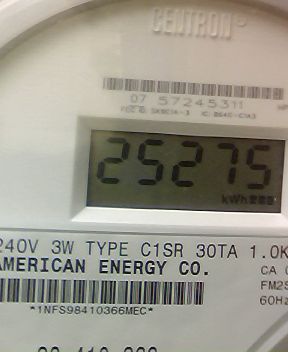 CENTRON
07 57245311
25275
kWh
240V 3W TYPE C1SR 30TA 1.0K
AMERICAN ENERGY CO.
CA
FM2S
60Hz
*1NFS98410366MEC*